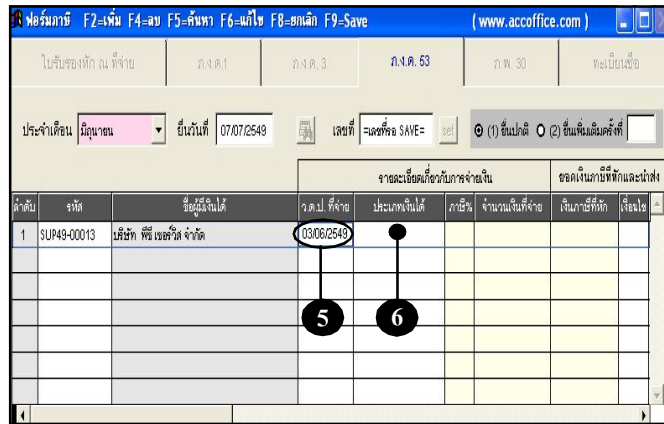 ฟอร์มภาษี F2=เพิ่ม F4=ลบ F5=ค้นหา F6=แก้ไข F8=ยกเลิก F9=Save (www.accoffice.com)
ใบรับรองหัก ณ ที่จ่าย ภ.ง.ด.1 ภ.ง.ด. 3 ภ.ง.ด. 53 ภ.พ. 30 ทะเบียนชื่อ
ประจำเดือน มิถุนายน ยื่นวันที่ 07/07/2549 เลขที่ =เลขที่รอ SAVE= set (1) ยื่นปกติ (2) ยื่นเพิ่มเติมครั้งที่
รายละเอียดเกี่ยวกับการจ่ายเงิน ยอดเงินภาษีที่หักและนำส่ง
ลำดับ รหัส ชื่อผู้มีเงินได้ ว.ด.ป. ที่จ่าย ประเภทเงินได้ ภาษี% จำนวนเงินที่จ่าย เงินภาษีที่หัก เงื่อนไข
1 SUP49-00013 บริษัท พีซี เซอร์วิส จำกัด 03/06/2549
5 6